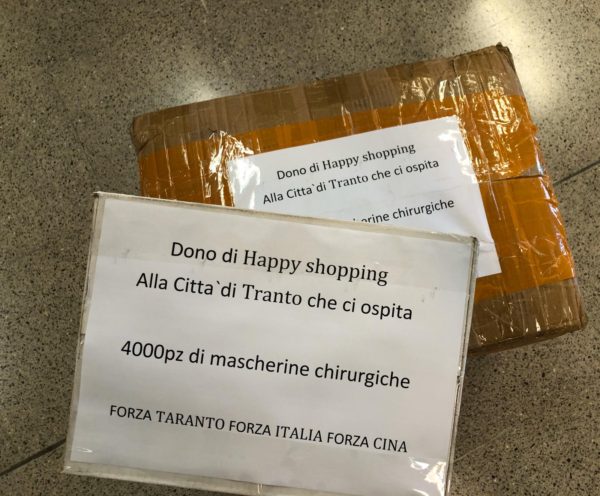 Dono di Happy shopping
Alla Citta`di Tranto che ci ospita
cherine chirurgiche
Dono di Happy shopping
Alla Citta`di Tranto che ci ospita
4000pz di mascherine chirurgiche
FORZA TARANTO FORZA ITALIA FORZA CINA